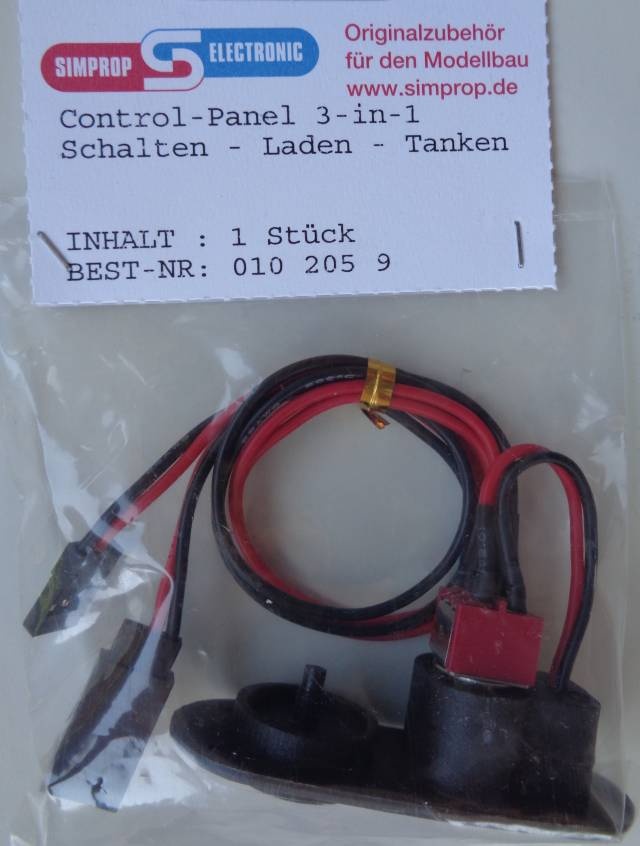 SIMPROP ELECTRONIC
Originalzubehör
für den Modellbau
www.simprop.de
Control-Panel 3-in-1
Schalten - Laden - Tanken
INHALT : 1 Stück
BEST-NR: 010 205 9